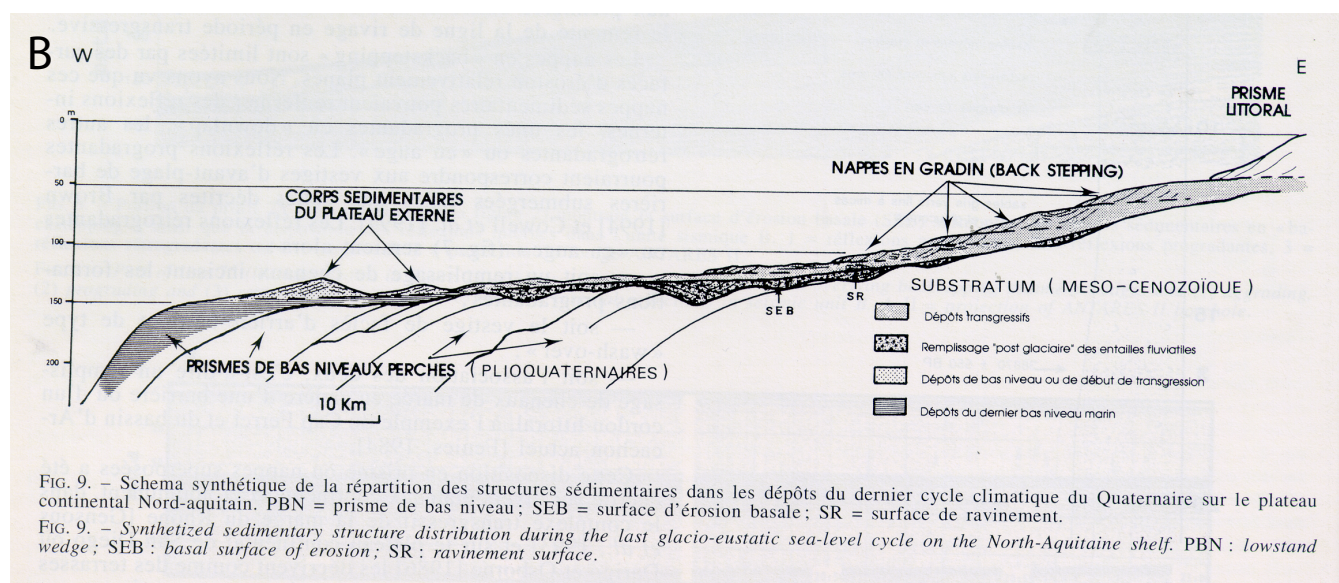 B
W
E
PRISME
LITTORAL
0 m
50
100
150
200
NAPPES EN GRADIN (BACK STEPPING)
CORPS SEDIMENTAIRES
DU PLATEAU EXTERNE
SR
SEB
SUBSTRATUM ( MESO-CENOZOÏQUE )
Dépôts transgressifs
Remplissage "post glaciaire" des entailles fluviatiles
Dépôts de bas niveau ou de début de transgression
Dépôts du dernier bas niveau marin
PRISMES DE BAS NIVEAUX PERCHES ( PLIOQUATERNAIRES )
10 Km
FIG. 9. – Schema synthétique de la répartition des structures sédimentaires dans les dépôts du dernier cycle climatique du Quaternaire sur le plateau
continental Nord-aquitain. PBN = prisme de bas niveau ; SEB = surface d'érosion basale ; SR = surface de ravinement.
FIG. 9. – Synthetized sedimentary structure distribution during the last glacio-eustatic sea-level cycle on the North-Aquitaine shelf. PBN : lowstand
wedge ; SEB : basal surface of erosion ; SR : ravinement surface.